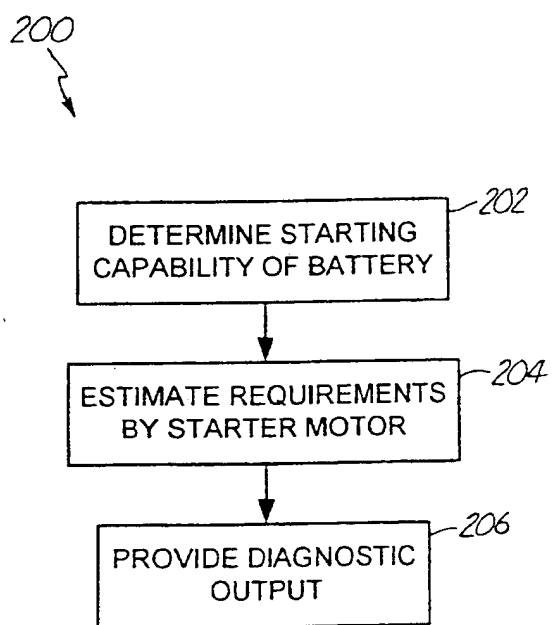 200
202
DETERMINE STARTING
CAPABILITY OF BATTERY
204
ESTIMATE REQUIREMENTS
BY STARTER MOTOR
206
PROVIDE DIAGNOSTIC
OUTPUT